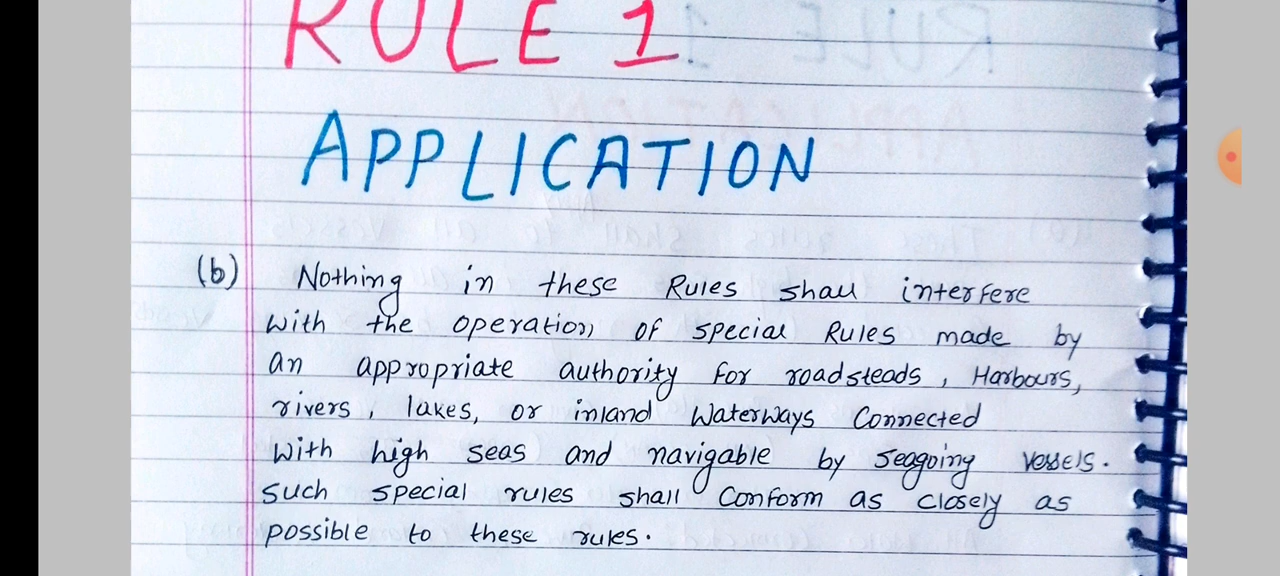 RULE 1
APPLICATION
(b) Nothing in these Rules shall interfere
with the operation of special Rules made by
an appropriate authority for roadsteads, Harbours,
rivers, lakes, or inland Waterways Connected
With high seas and navigable by seagoing vessels.
Such special rules shall conform as closely as
possible to these rules.